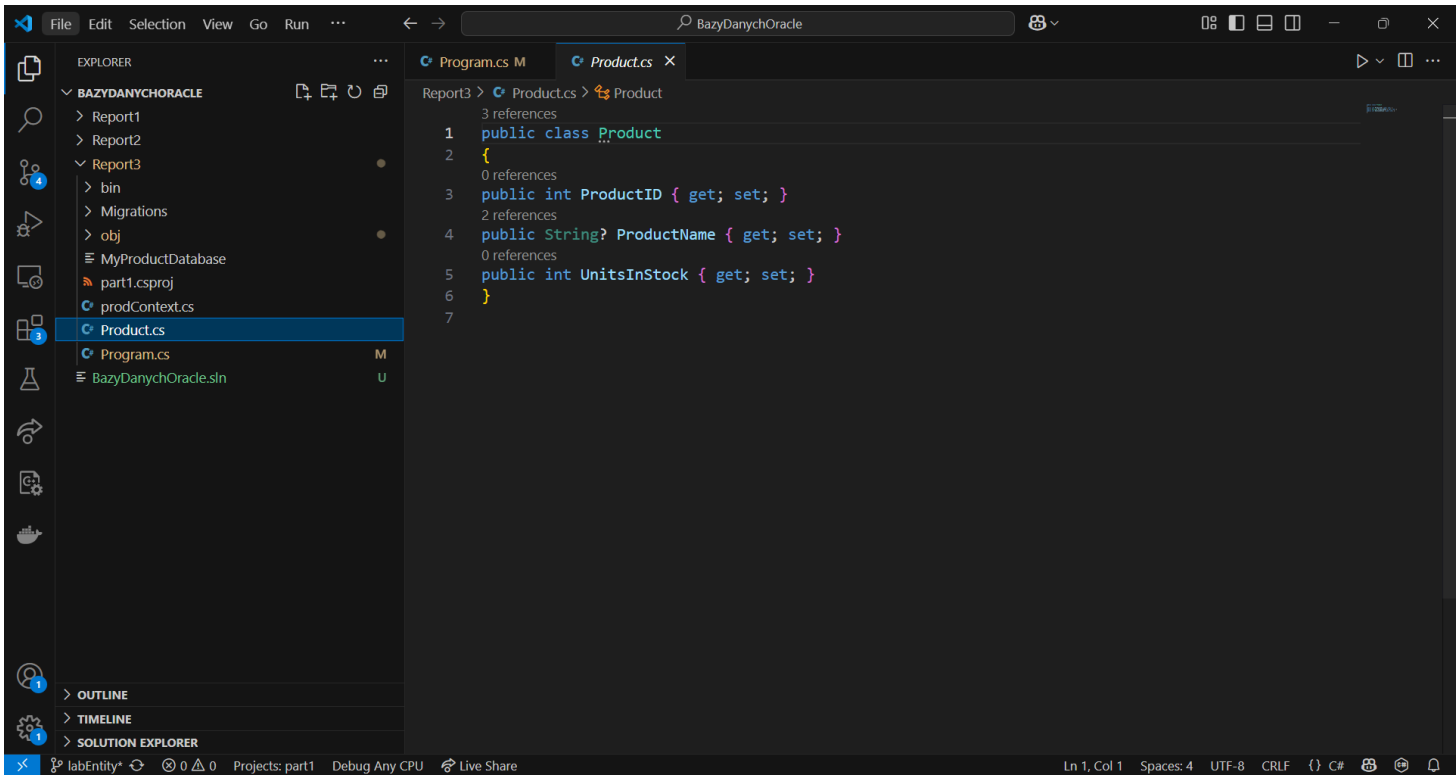 File Edit Selection View Go Run ··· BazyDanychOracle
EXPLORER
BAZYDANYCHORACLE
Report1
Report2
Report3
bin
Migrations
obj
MyProductDatabase
part1.csproj
prodContext.cs
Product.cs
Program.cs M
BazyDanychOracle.sln U
OUTLINE
TIMELINE
SOLUTION EXPLORER
4
3
1
1
Program.cs M Product.cs
Report3 > Product.cs > Product
3 references
1 public class Product
2 {
0 references
3 public int ProductID { get; set; }
2 references
4 public String? ProductName { get; set; }
0 references
5 public int UnitsInStock { get; set; }
6 }
7
labEntity* 0 0 Projects: part1 Debug Any CPU Live Share Ln 1, Col 1 Spaces: 4 UTF-8 CRLF {} C#